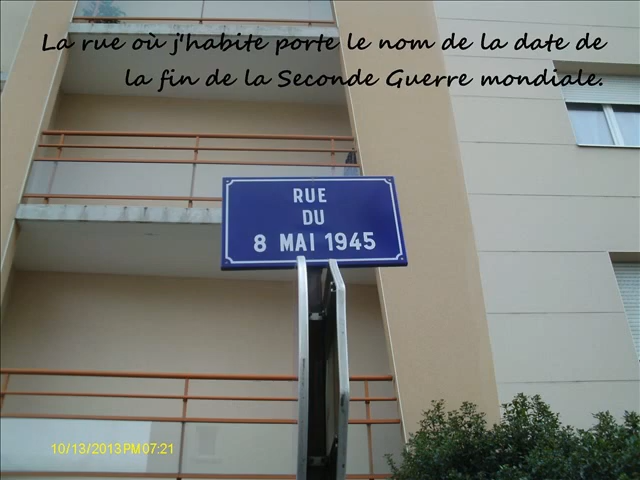 La rue où j'habite porte le nom de la date de
la fin de la Seconde Guerre mondiale.
RUE
DU
8 MAI 1945
10/13/2013 PM 07:21